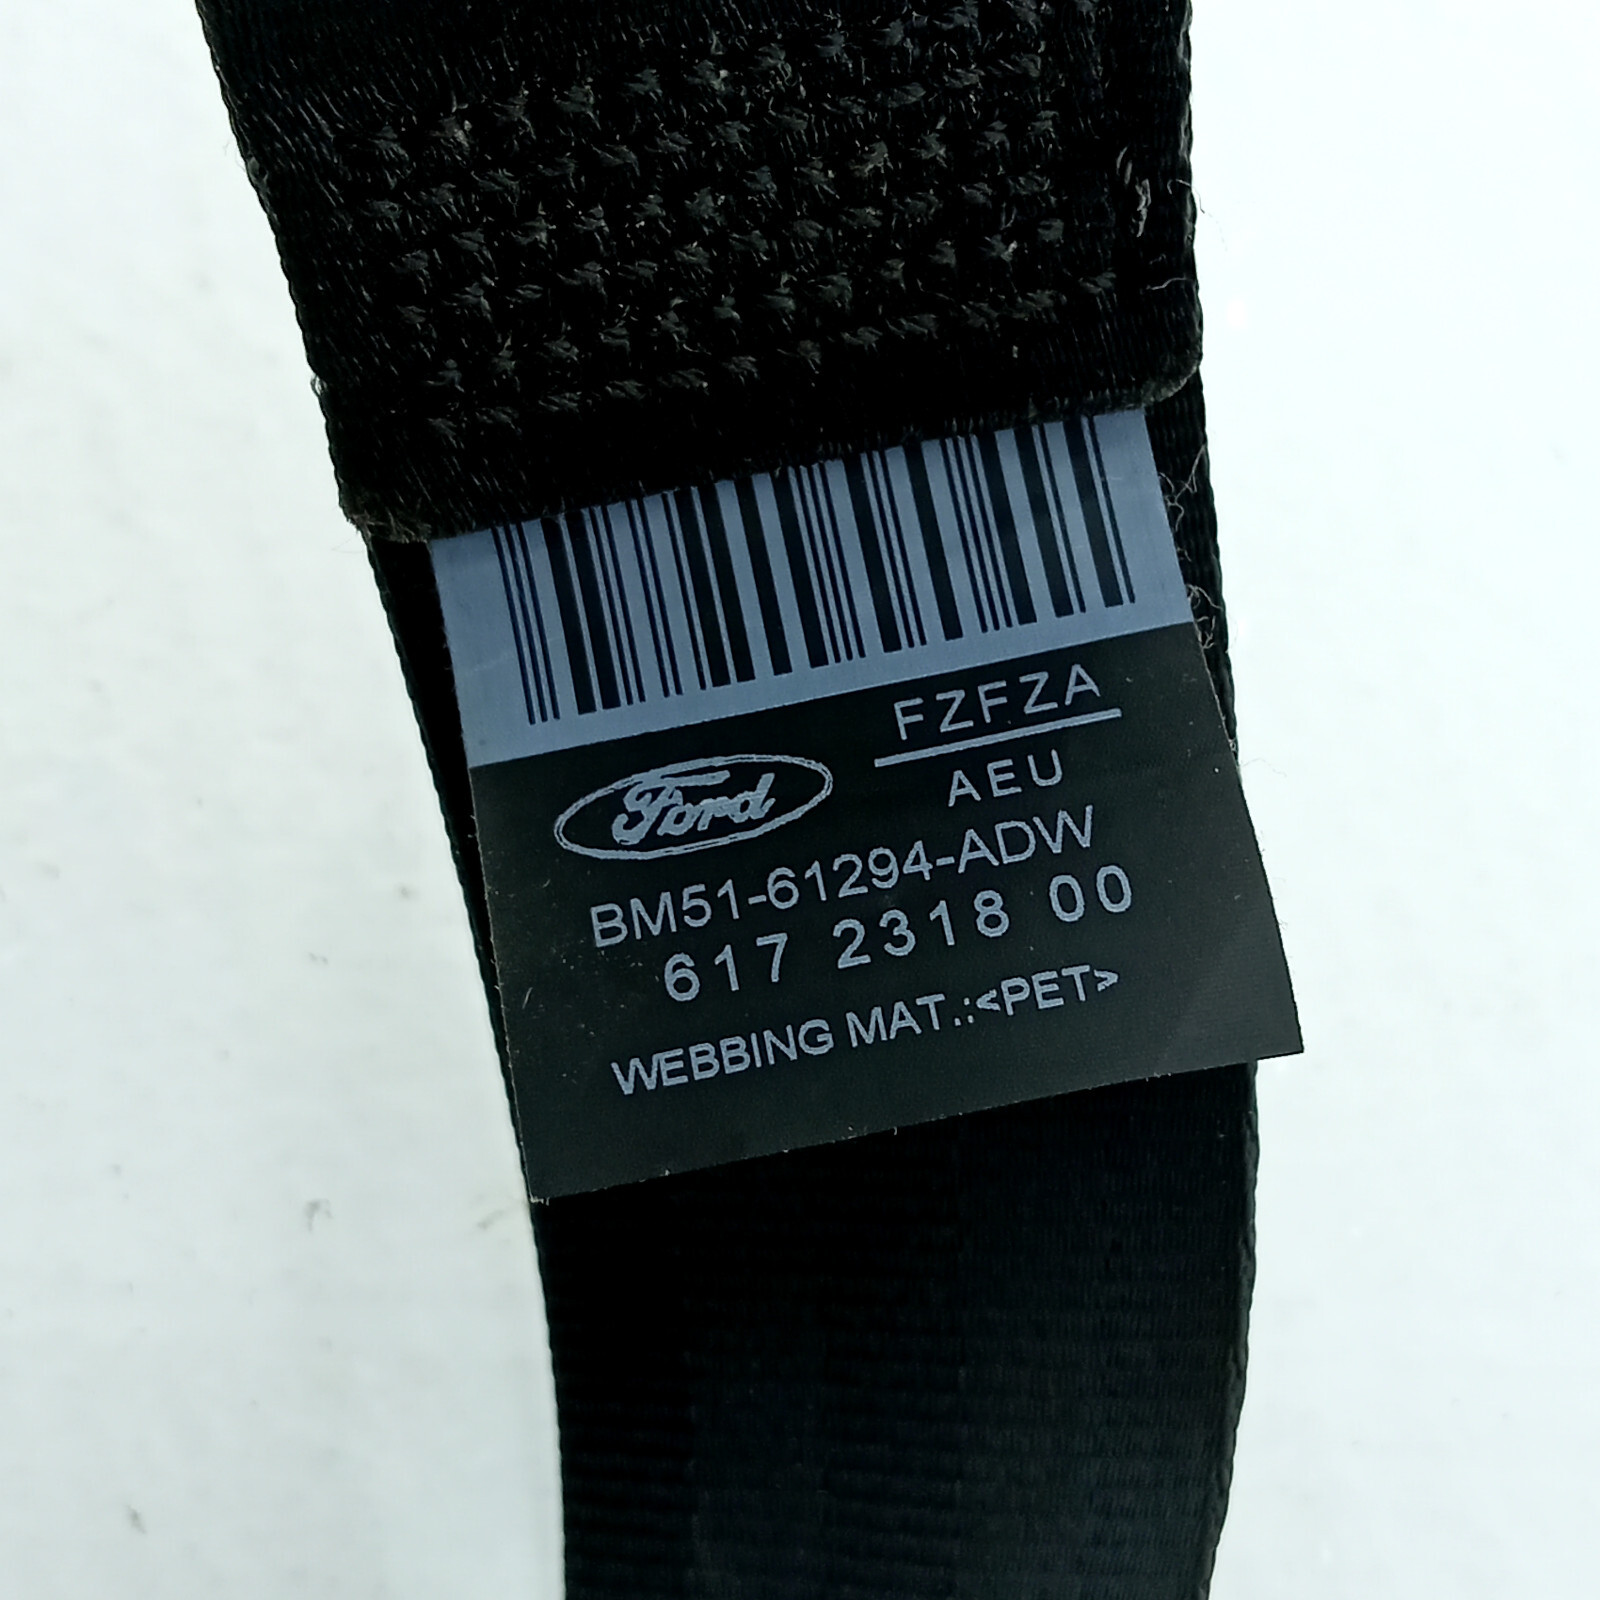 FZFZA
AEU
Ford
BM51-61294-ADW
617 2318 00
WEBBING MAT.:<PET>